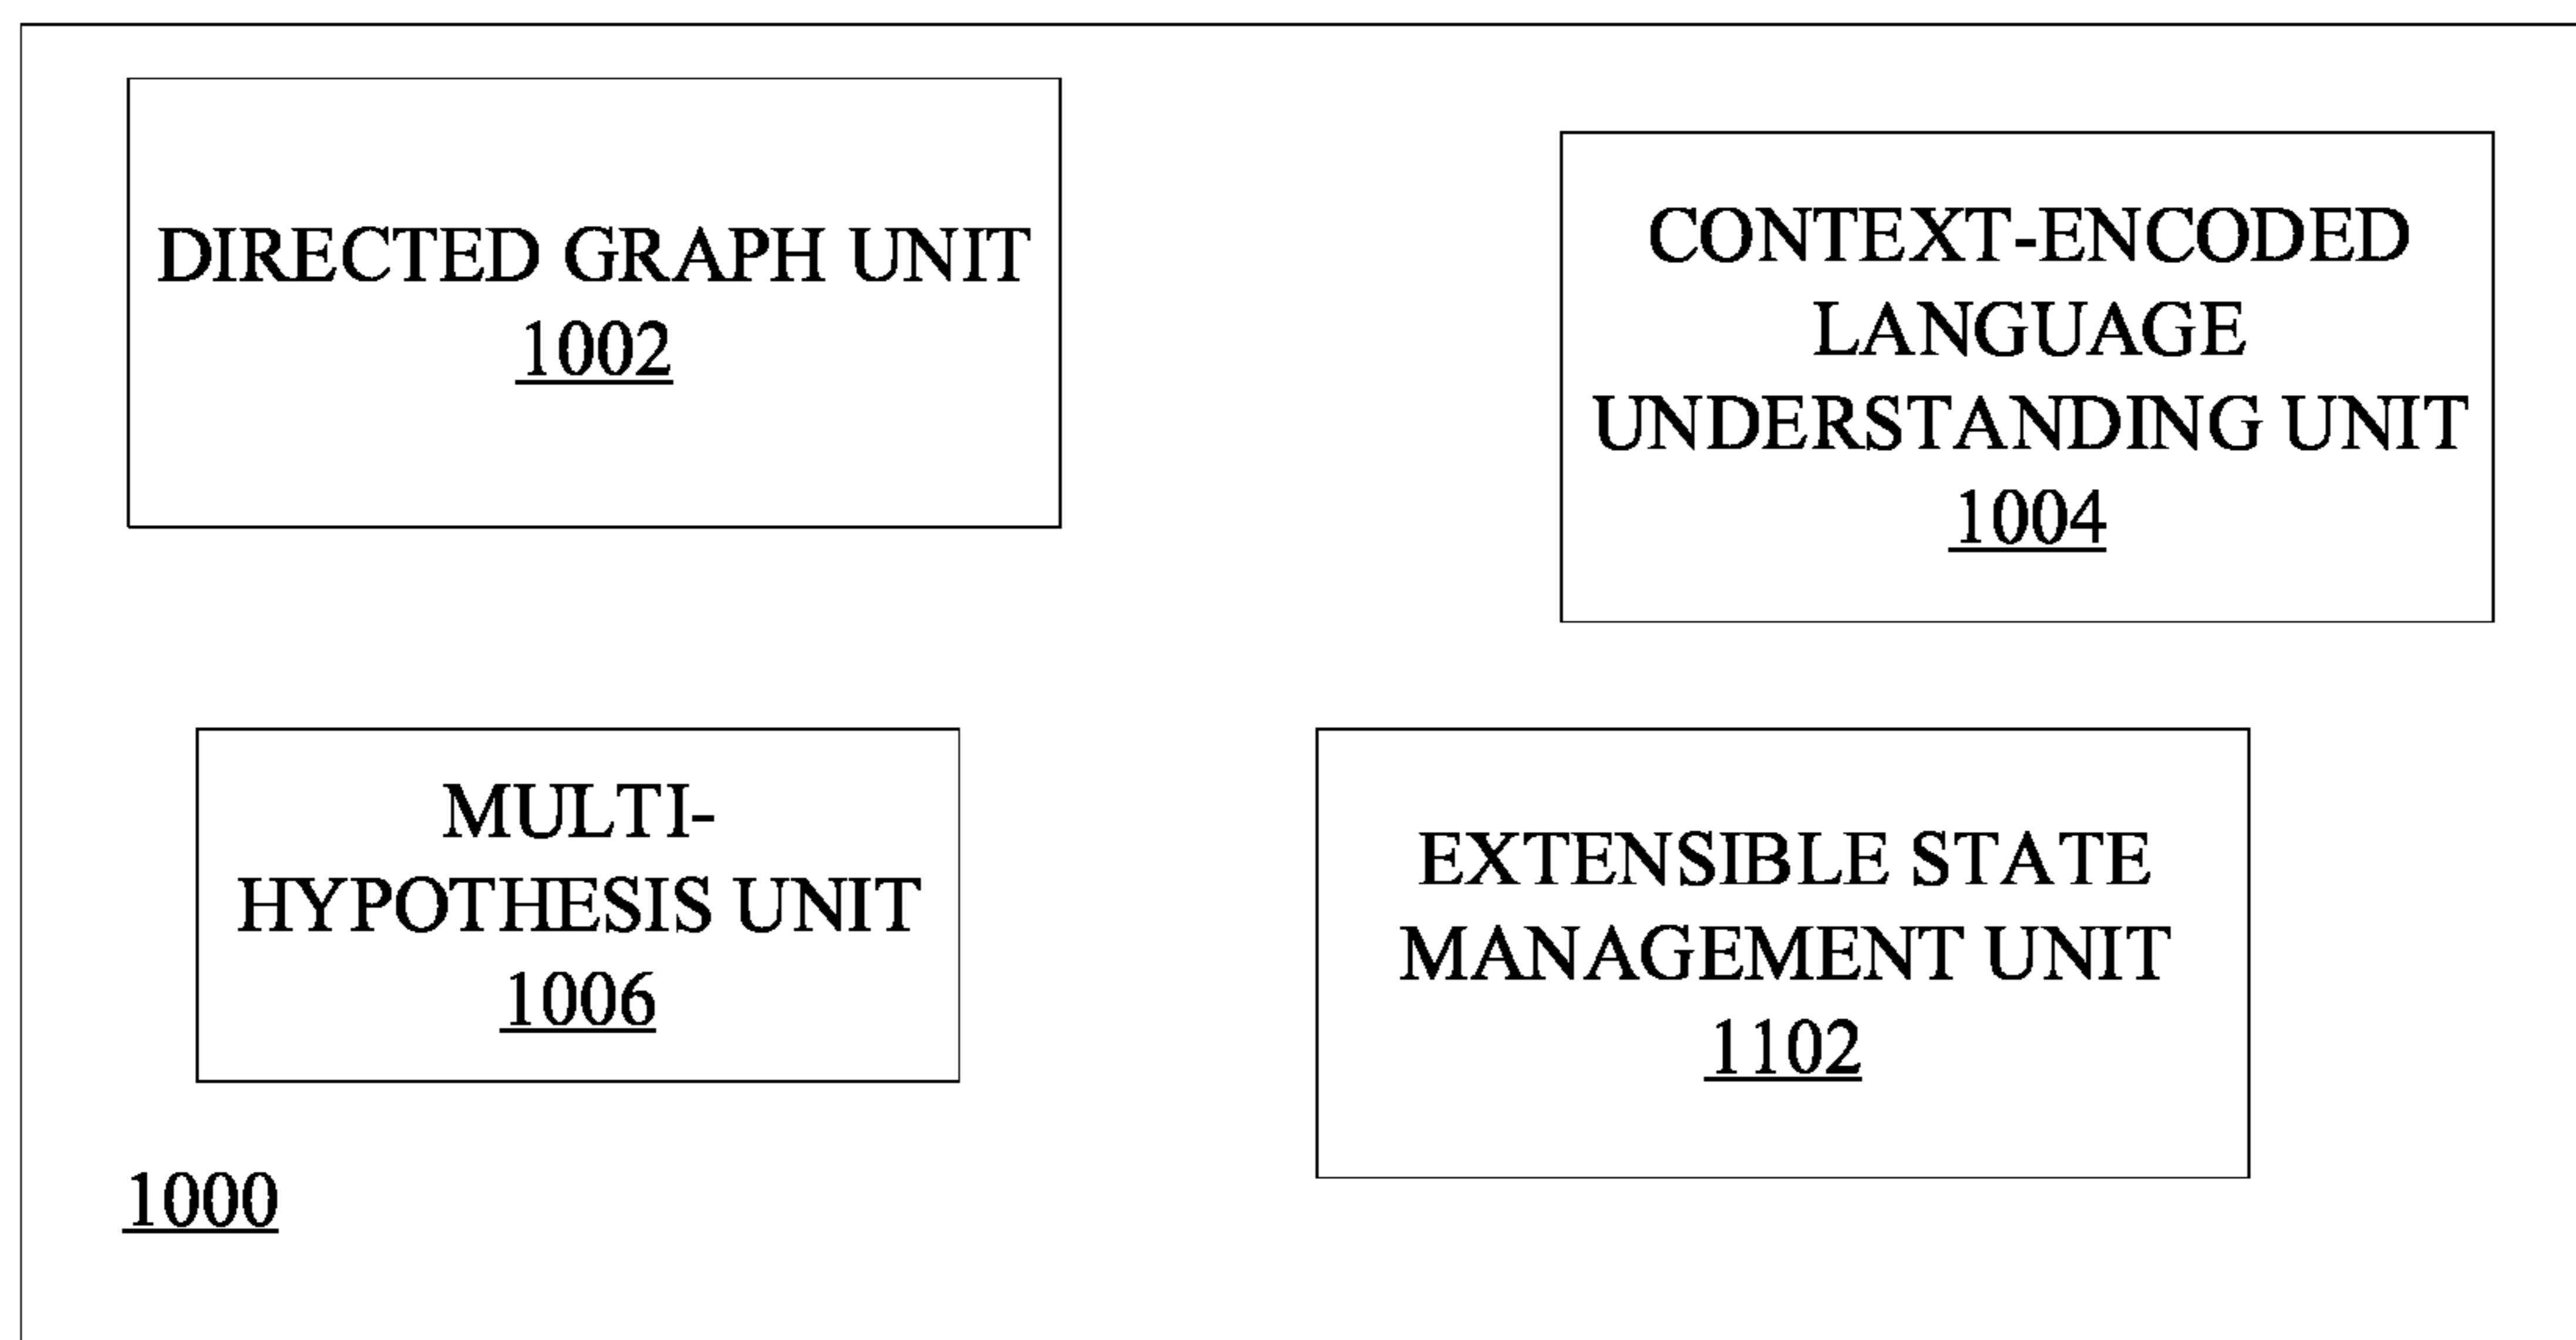 DIRECTED GRAPH UNIT
1002
CONTEXT-ENCODED
LANGUAGE
UNDERSTANDING UNIT
1004
MULTI-
HYPOTHESIS UNIT
1006
EXTENSIBLE STATE
MANAGEMENT UNIT
1102
1000